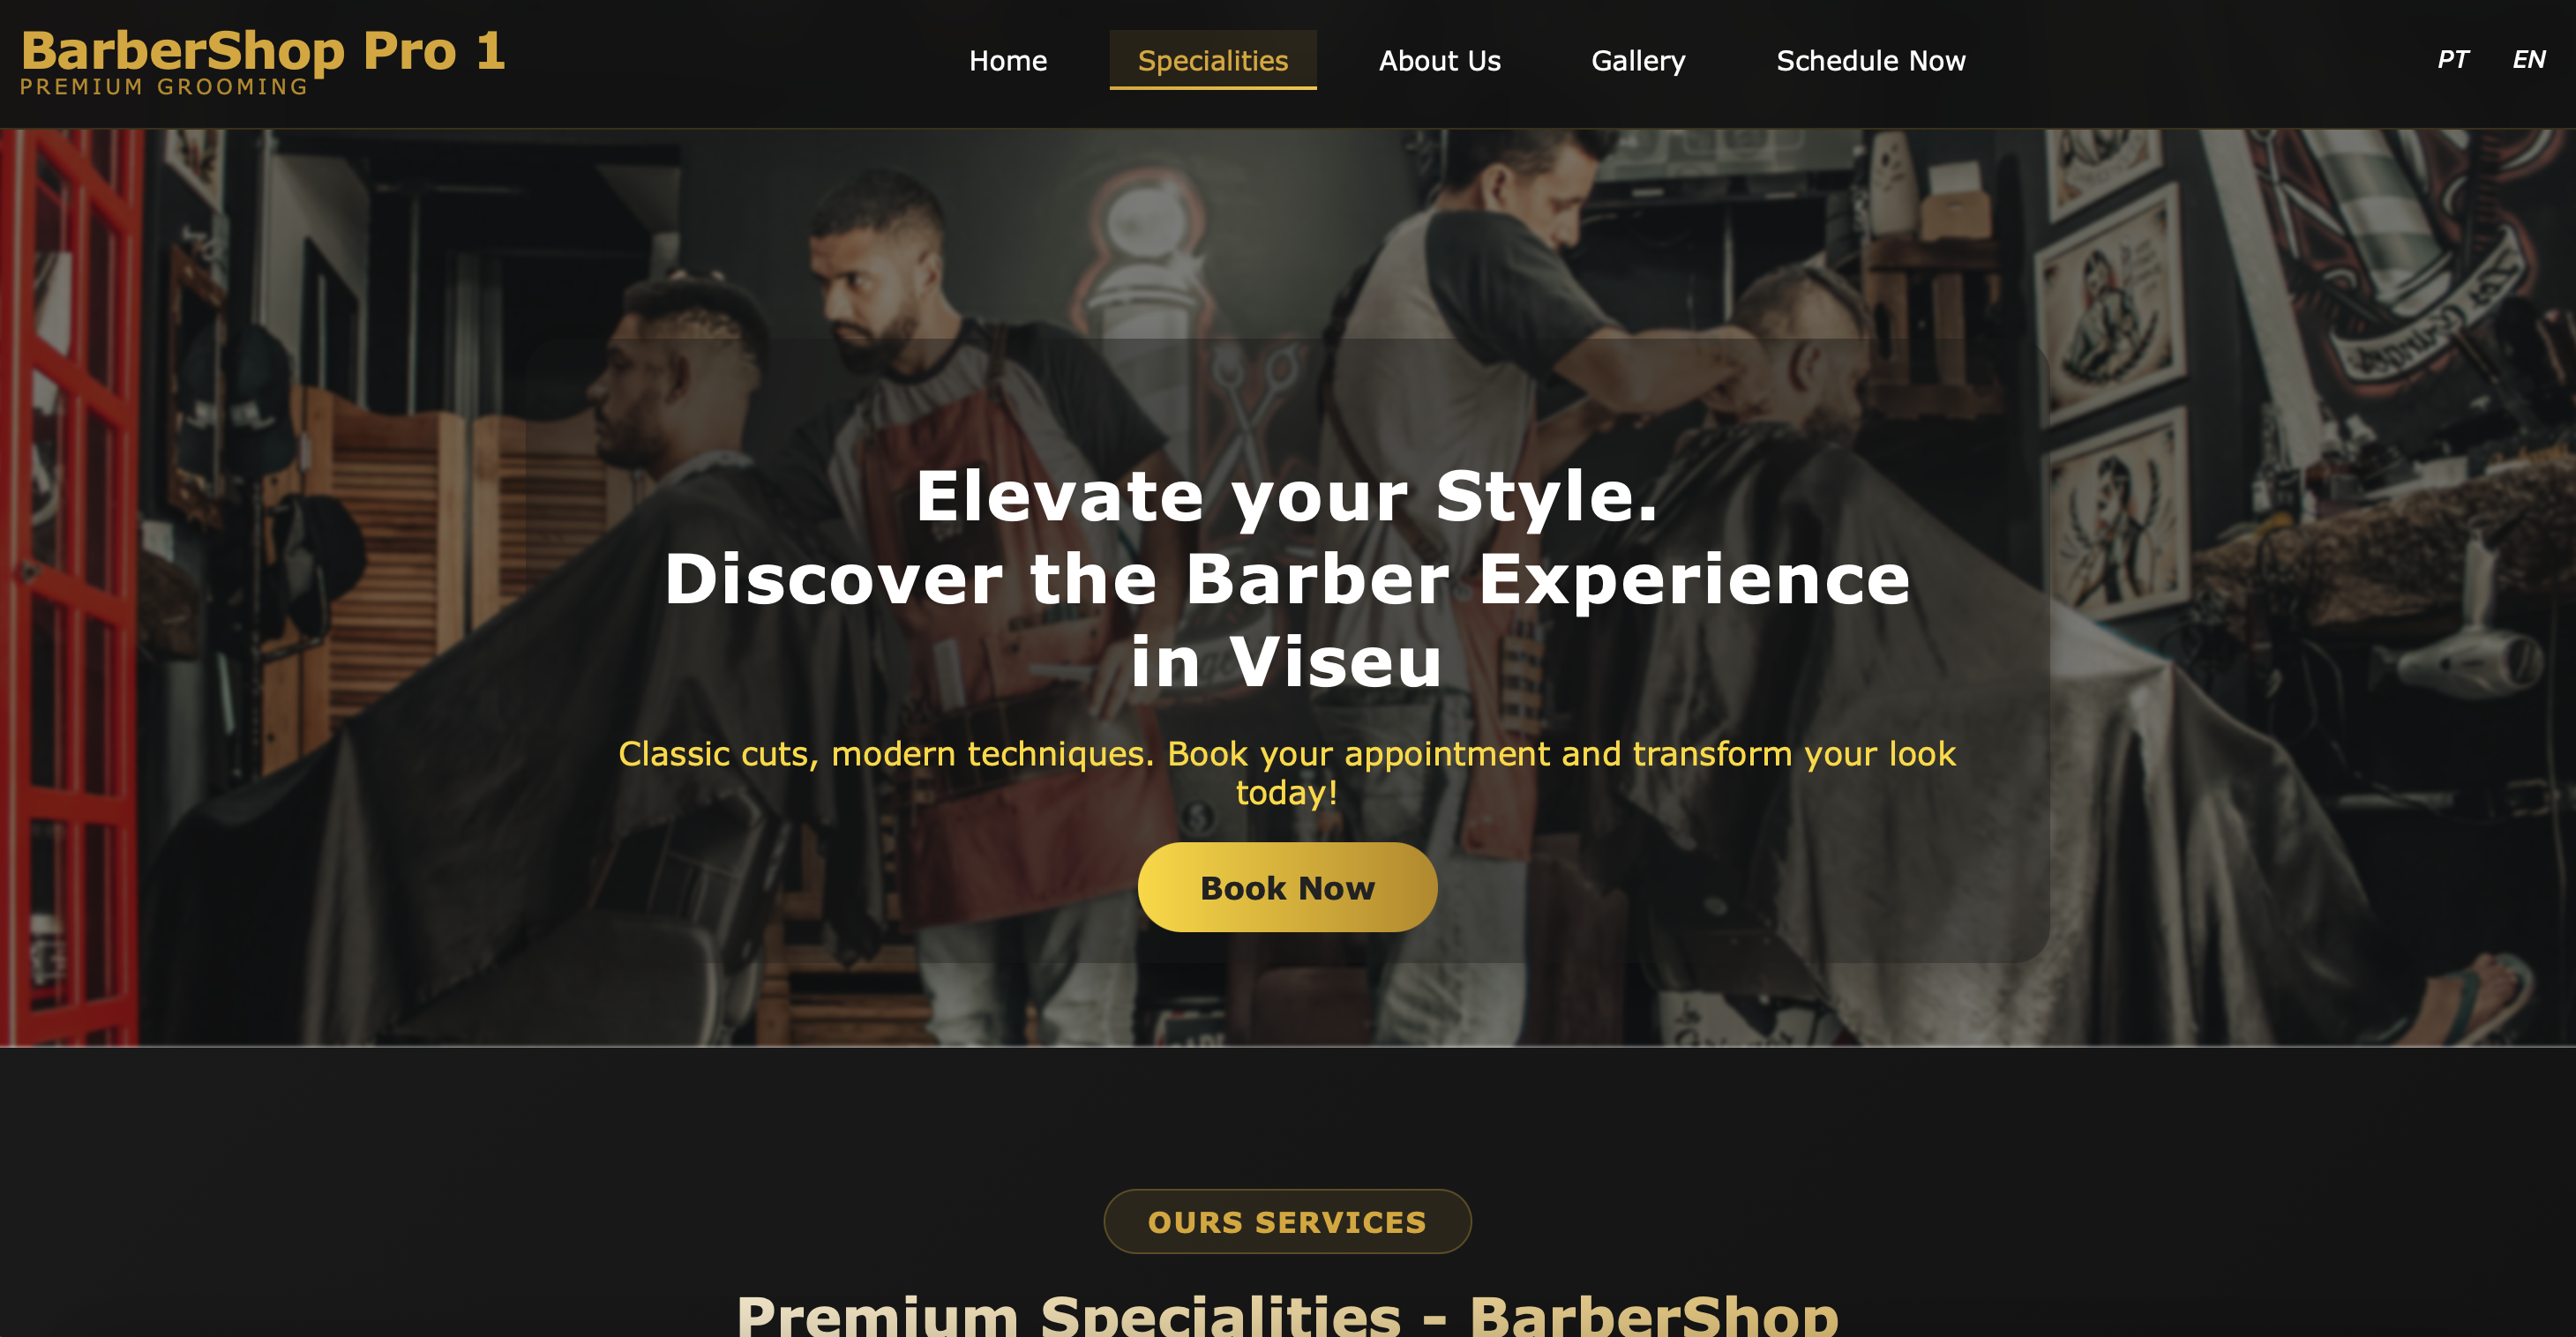 BarberShop Pro 1
PREMIUM GROOMING
Home
Specialities
About Us
Gallery
Schedule Now
PT
EN
Elevate your Style.
Discover the Barber Experience
in Viseu
Classic cuts, modern techniques. Book your appointment and transform your look
today!
Book Now
OURS SERVICES
Premium Specialities - BarberShop